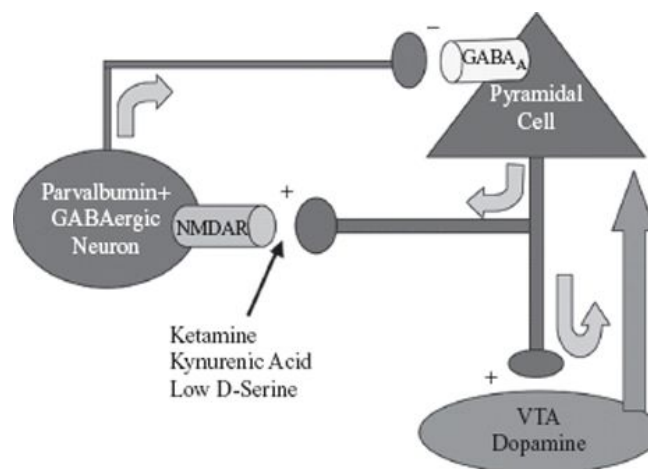 −
GABAA
Pyramidal
Cell
Parvalbumin+
GABAergic
Neuron
NMDAR
+
Ketamine
Kynurenic Acid
Low D-Serine
+
VTA
Dopamine